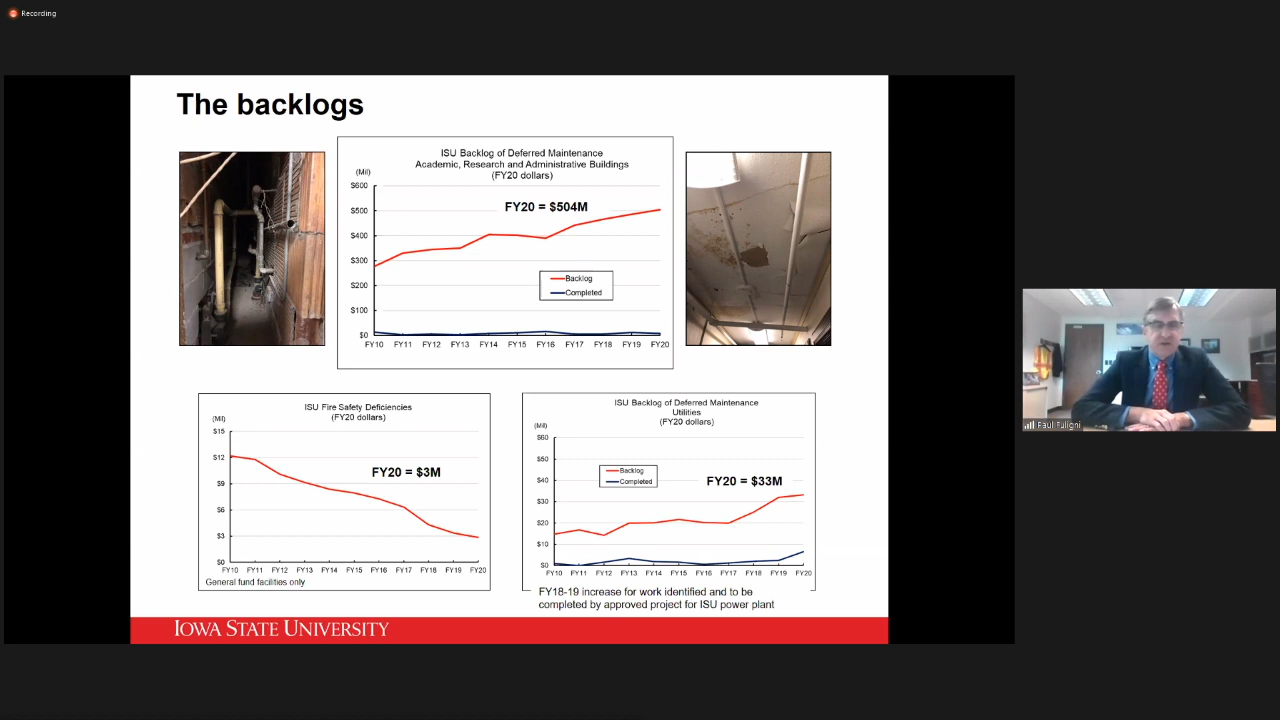 Recording
The backlogs
ISU Backlog of Deferred Maintenance
Academic, Research and Administrative Buildings
(FY20 dollars)
(Mil)
$600
$500
$400
$300
$200
$100
$0
FY20 = $504M
Backlog
Completed
FY10 FY11 FY12 FY13 FY14 FY15 FY16 FY17 FY18 FY19 FY20
ISU Fire Safety Deficiencies
(FY20 dollars)
(Mil)
$15
$12
$9
$6
$3
$0
FY20 = $3M
FY10 FY11 FY12 FY13 FY14 FY15 FY16 FY17 FY18 FY19 FY20
General fund facilities only
ISU Backlog of Deferred Maintenance
Utilities
(FY20 dollars)
(Mil)
$60
$50
$40
$30
$20
$10
$0
Backlog
Completed
FY20 = $33M
FY10 FY11 FY12 FY13 FY14 FY15 FY16 FY17 FY18 FY19 FY20
FY18-19 increase for work identified and to be
completed by approved project for ISU power plant
IOWA STATE UNIVERSITY
Paul Fuligni